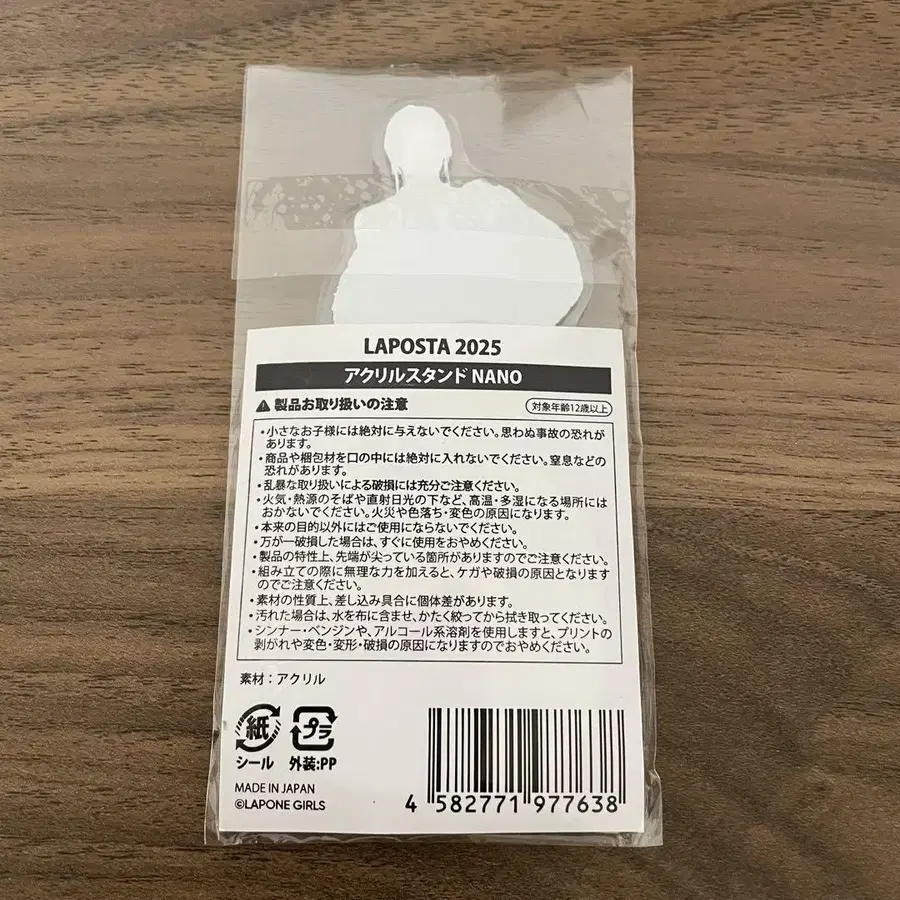 LAPOSTA 2025
アクリルスタンド NANO
製品お取り扱いの注意
対象年齢12歳以上
・小さなお子様には絶対に与えないでください。思わぬ事故の恐れが
あります。
・商品や梱包材を口の中には絶対に入れないでください。窒息などの
恐れがあります。
・乱暴な取り扱いによる破損には充分ご注意ください。
・火気・熱源のそばや直射日光の下など、高温・多湿になる場所には
おかないでください。火災や色落ち・変色の原因になります。
・本来の目的以外にはご使用にならないでください。
・万が一破損した場合は、すぐに使用をおやめください。
・製品の特性上、先端が尖っている箇所がありますのでご注意ください。
・組み立ての際に無理な力を加えると、ケガや破損の原因となります
のでご注意ください。
・素材の性質上、差し込み具合に個体差があります。
・汚れた場合は、水を布に含ませ、かたく絞ってから拭き取ってください。
・シンナー・ベンジンや、アルコール系溶剤を使用しますと、プリントの
剥がれや変色・変形・破損の原因になりますのでおやめください。
素材：アクリル
紙 プラ
シール 外装:PP
MADE IN JAPAN
©LAPONE GIRLS
4 582771 977638